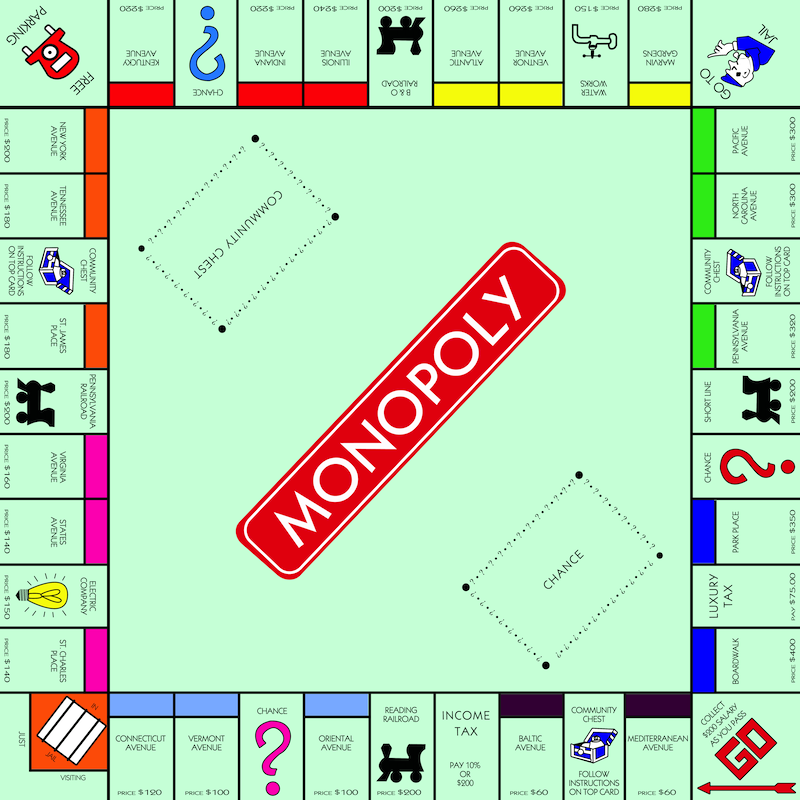 FREE
PARKING
KENTUCKY
AVENUE
PRICE $220
CHANCE
INDIANA
AVENUE
PRICE $220
ILLINOIS
AVENUE
PRICE $240
B & O
RAILROAD
PRICE $200
ATLANTIC
AVENUE
PRICE $260
VENTNOR
AVENUE
PRICE $260
WATER
WORKS
PRICE $150
MARVIN
GARDENS
PRICE $280
GO TO
JAIL
NEW YORK
AVENUE
PRICE $200
TENNESSEE
AVENUE
PRICE $180
COMMUNITY
CHEST
FOLLOW
INSTRUCTIONS
ON TOP CARD
ST. JAMES
PLACE
PRICE $180
PENNSYLVANIA
RAILROAD
PRICE $200
VIRGINIA
AVENUE
PRICE $160
STATES
AVENUE
PRICE $140
ELECTRIC
COMPANY
PRICE $150
ST. CHARLES
PLACE
PRICE $140
COMMUNITY CHEST
MONOPOLY
CHANCE
PACIFIC
AVENUE
PRICE $300
NORTH
CAROLINA
AVENUE
PRICE $300
COMMUNITY
CHEST
FOLLOW
INSTRUCTIONS
ON TOP CARD
PENNSYLVANIA
AVENUE
PRICE $320
SHORT LINE
PRICE $200
CHANCE
PARK PLACE
PRICE $350
LUXURY
TAX
PAY $75.00
BOARDWALK
PRICE $400
IN
JAIL
JUST
VISITING
CONNECTICUT
AVENUE
PRICE $120
VERMONT
AVENUE
PRICE $100
CHANCE
ORIENTAL
AVENUE
PRICE $100
READING
RAILROAD
PRICE $200
INCOME
TAX
PAY 10%
OR
$200
BALTIC
AVENUE
PRICE $60
COMMUNITY
CHEST
FOLLOW
INSTRUCTIONS
ON TOP CARD
MEDITERRANEAN
AVENUE
PRICE $60
COLLECT
$200 SALARY
AS YOU PASS
GO